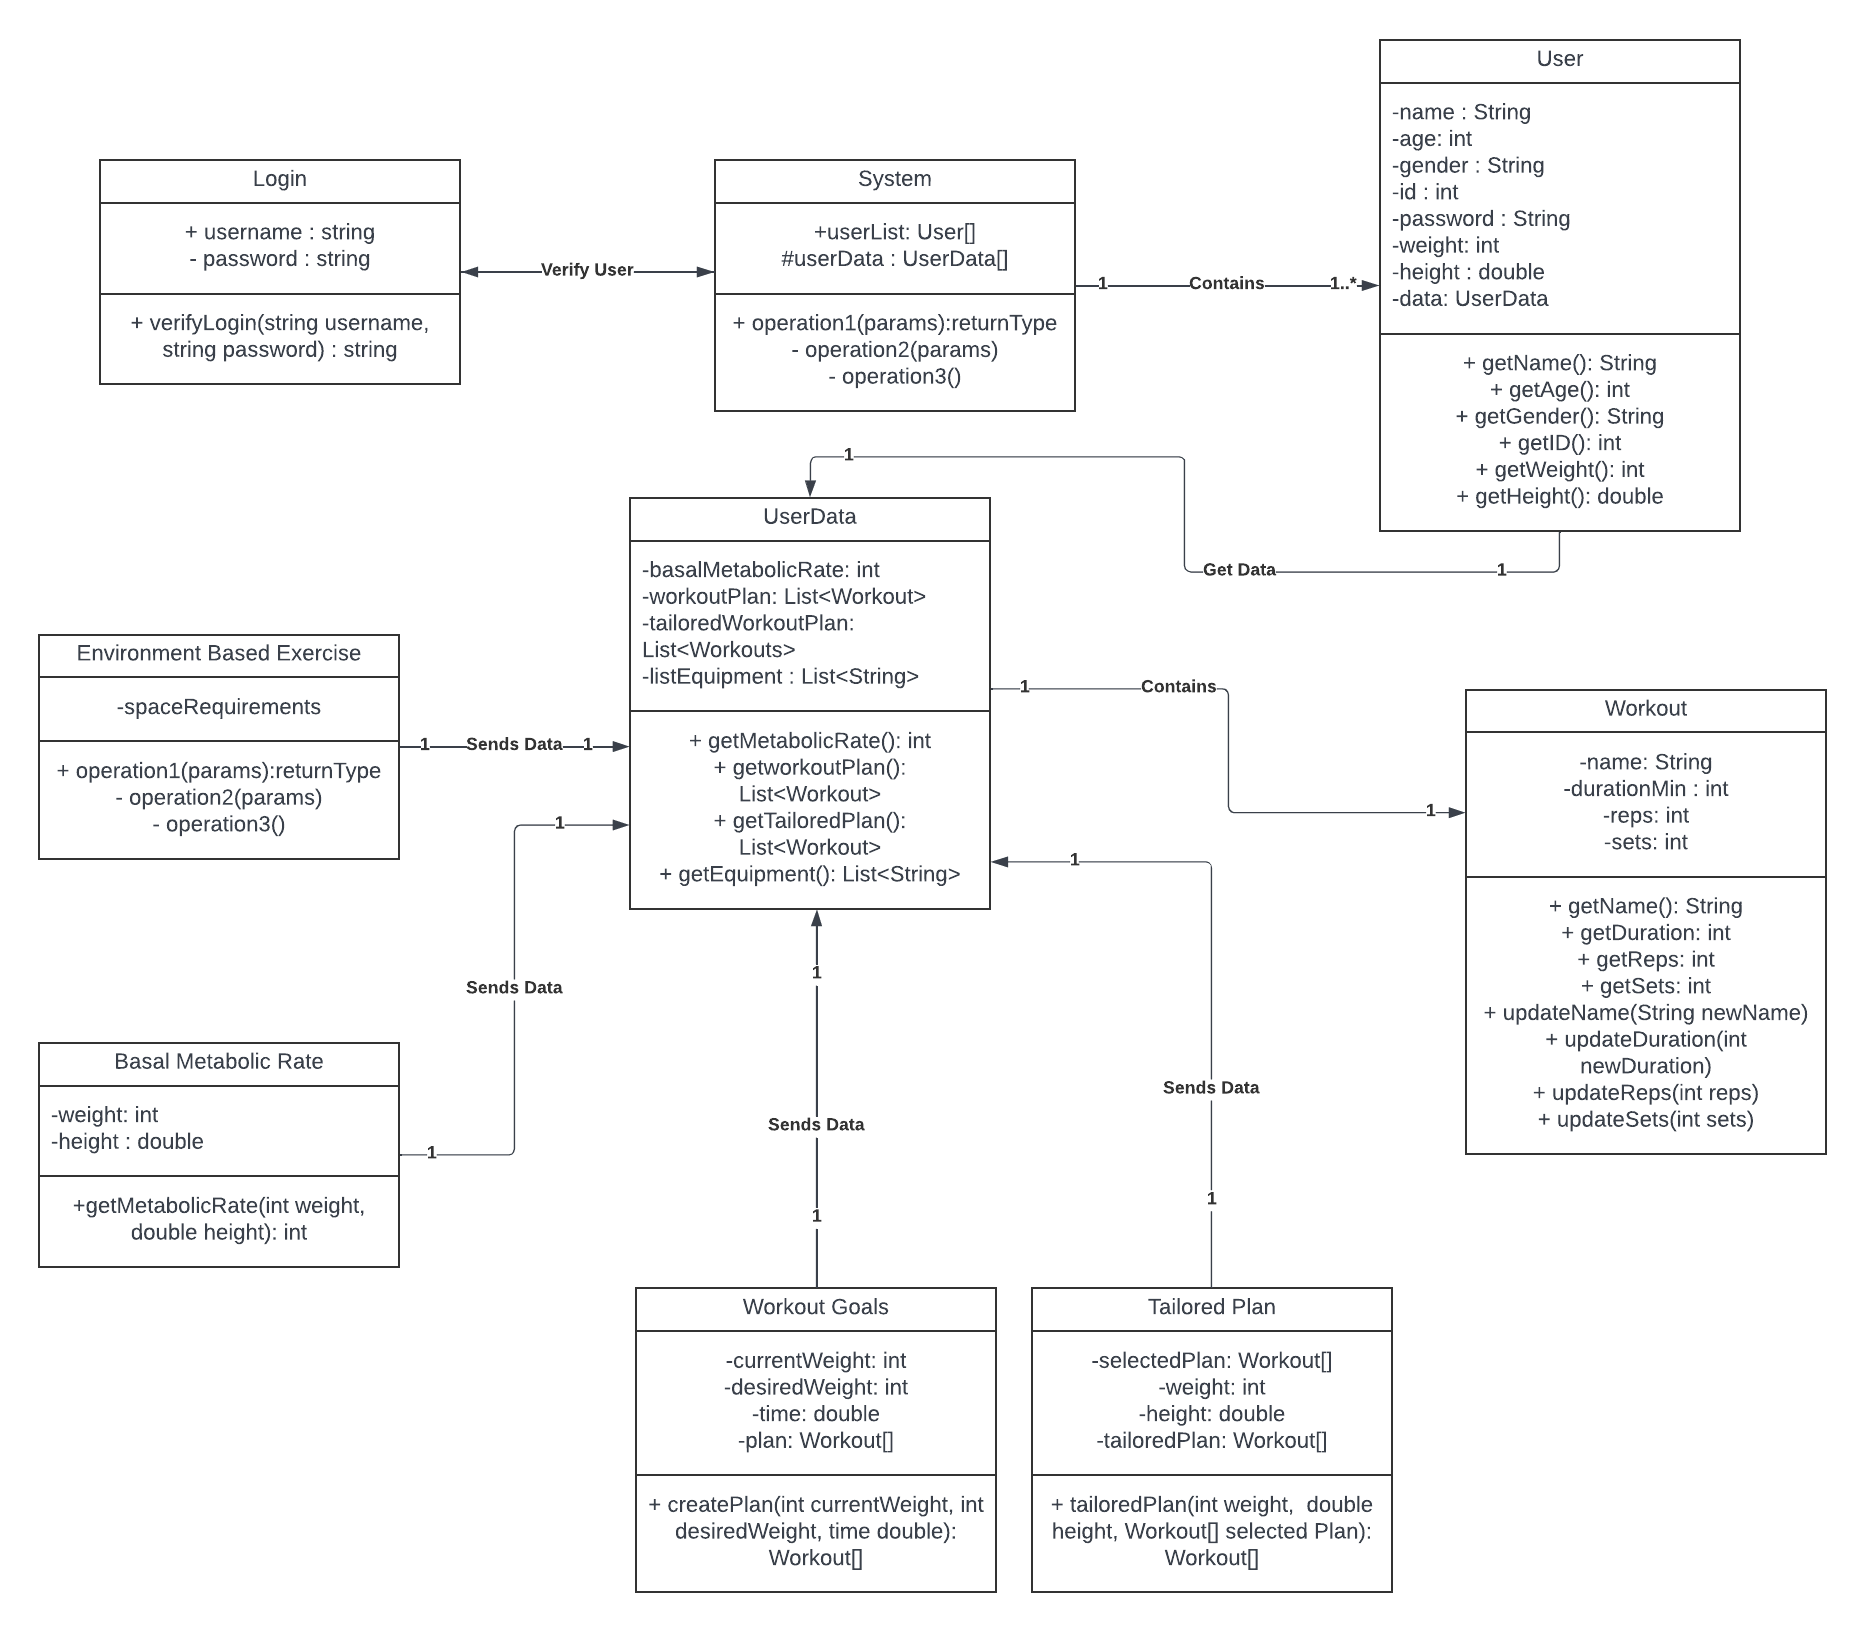 User
-name : String
-age: int
-gender : String
-id : int
-password : String
-weight: int
-height : double
-data: UserData
+ getName(): String
+ getAge(): int
+ getGender(): String
+ getID(): int
+ getWeight(): int
+ getHeight(): double
Login
+ username : string
- password : string
+ verifyLogin(string username,
string password) : string
Verify User
System
+userList: User[]
#userData : UserData[]
+ operation1(params):returnType
- operation2(params)
- operation3()
1
Contains
1..*
1
Get Data
1
UserData
-basalMetabolicRate: int
-workoutPlan: List<Workout>
-tailoredWorkoutPlan:
List<Workouts>
-listEquipment : List<String>
+ getMetabolicRate(): int
+ getworkoutPlan():
List<Workout>
+ getTailoredPlan():
List<Workout>
+ getEquipment(): List<String>
Environment Based Exercise
-spaceRequirements
+ operation1(params):returnType
- operation2(params)
- operation3()
1
Sends Data
1
1
Contains
1
Workout
-name: String
-durationMin : int
-reps: int
-sets: int
+ getName(): String
+ getDuration: int
+ getReps: int
+ getSets: int
+ updateName(String newName)
+ updateDuration(int
newDuration)
+ updateReps(int reps)
+ updateSets(int sets)
1
Sends Data
1
Basal Metabolic Rate
-weight: int
-height : double
+getMetabolicRate(int weight,
double height): int
1
Sends Data
1
1
Sends Data
1
Workout Goals
-currentWeight: int
-desiredWeight: int
-time: double
-plan: Workout[]
+ createPlan(int currentWeight, int
desiredWeight, time double):
Workout[]
Tailored Plan
-selectedPlan: Workout[]
-weight: int
-height: double
-tailoredPlan: Workout[]
+ tailoredPlan(int weight,  double
height, Workout[] selected Plan):
Workout[]